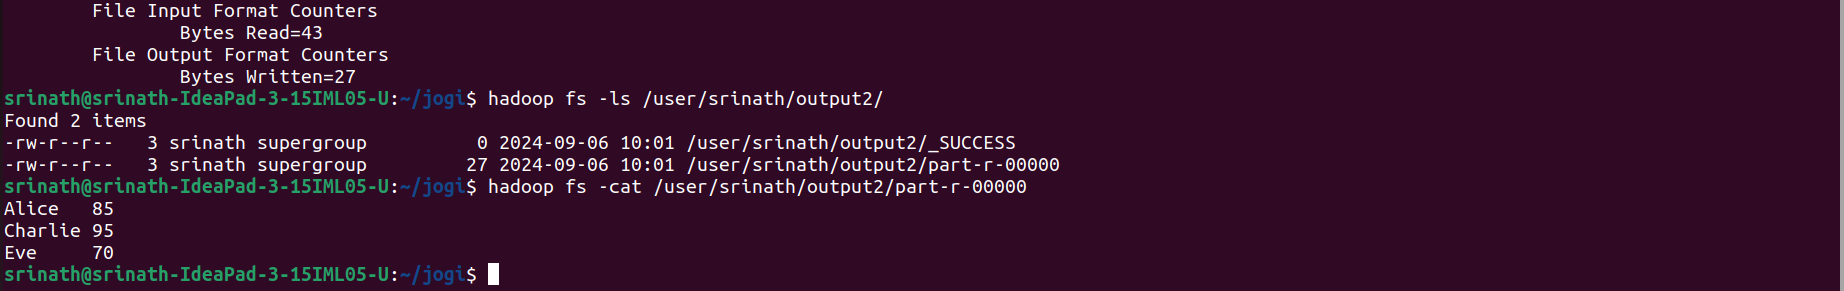 File Input Format Counters
                Bytes Read=43
        File Output Format Counters
                Bytes Written=27
srinath@srinath-IdeaPad-3-15IML05-U:~/jogi$ hadoop fs -ls /user/srinath/output2/
Found 2 items
-rw-r--r--   3 srinath supergroup          0 2024-09-06 10:01 /user/srinath/output2/_SUCCESS
-rw-r--r--   3 srinath supergroup         27 2024-09-06 10:01 /user/srinath/output2/part-r-00000
srinath@srinath-IdeaPad-3-15IML05-U:~/jogi$ hadoop fs -cat /user/srinath/output2/part-r-00000
Alice   85
Charlie 95
Eve     70
srinath@srinath-IdeaPad-3-15IML05-U:~/jogi$